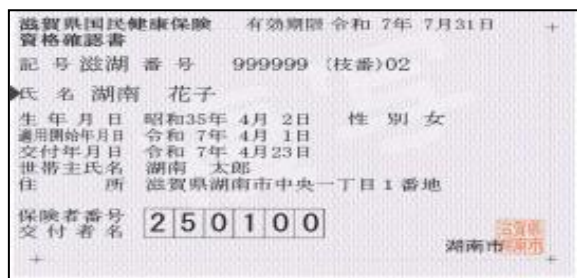 滋賀県国民健康保険 有効期限 令和 7年 7月31日
資格確認書
記 号 滋湖 番 号 999999 (枝番)02
氏 名 湖南 花子
生年月日 昭和35年 4月 2日 性 別 女
適用開始年月日 令和 7年 4月 1日
交付年月日 令和 7年 4月23日
世帯主氏名 湖南 太郎
住 所 滋賀県湖南市中央一丁目1番地
保険者番号 250100
交付者名
湖南市
滋賀県
湖南市